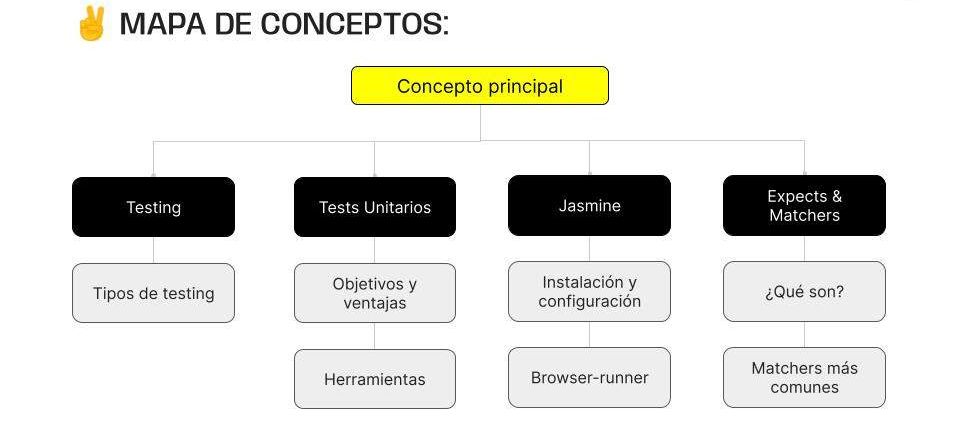 ✌️ MAPA DE CONCEPTOS:
Concepto principal
Testing
Tests Unitarios
Jasmine
Expects &
Matchers
Tipos de testing
Objetivos y
ventajas
Instalación y
configuración
¿Qué son?
Herramientas
Browser-runner
Matchers más
comunes